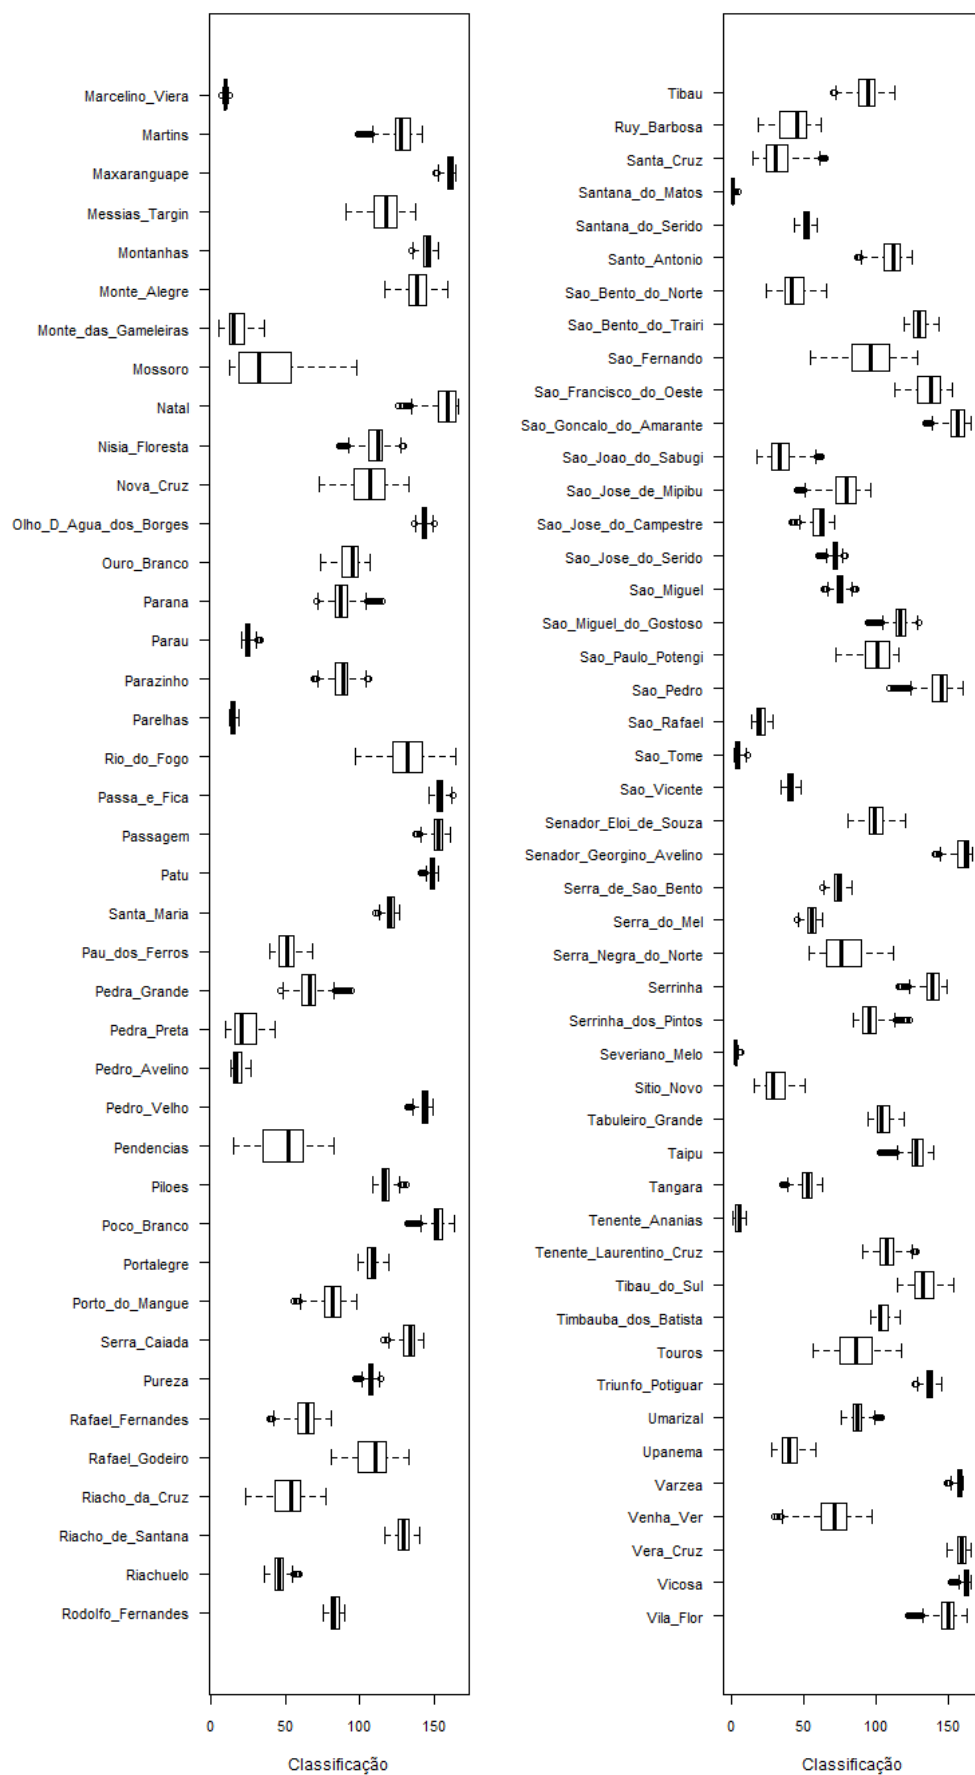 Marcelino_Viera
Martins
Maxaranguape
Messias_Targin
Montanhas
Monte_Alegre
Monte_das_Gameleiras
Mossoro
Natal
Nisia_Floresta
Nova_Cruz
Olho_D_Agua_dos_Borges
Ouro_Branco
Parana
Parau
Parazinho
Parelhas
Rio_do_Fogo
Passa_e_Fica
Passagem
Patu
Santa_Maria
Pau_dos_Ferros
Pedra_Grande
Pedra_Preta
Pedro_Avelino
Pedro_Velho
Pendencias
Piloes
Poco_Branco
Portalegre
Porto_do_Mangue
Serra_Caiada
Pureza
Rafael_Fernandes
Rafael_Godeiro
Riacho_da_Cruz
Riacho_de_Santana
Riachuelo
Rodolfo_Fernandes
0 50 100 150
Classificação
Tibau
Ruy_Barbosa
Santa_Cruz
Santana_do_Matos
Santana_do_Serido
Santo_Antonio
Sao_Bento_do_Norte
Sao_Bento_do_Trairi
Sao_Fernando
Sao_Francisco_do_Oeste
Sao_Goncalo_do_Amarante
Sao_Joao_do_Sabugi
Sao_Jose_de_Mipibu
Sao_Jose_do_Campestre
Sao_Jose_do_Serido
Sao_Miguel
Sao_Miguel_do_Gostoso
Sao_Paulo_Potengi
Sao_Pedro
Sao_Rafael
Sao_Tome
Sao_Vicente
Senador_Eloi_de_Souza
Senador_Georgino_Avelino
Serra_de_Sao_Bento
Serra_do_Mel
Serra_Negra_do_Norte
Serrinha
Serrinha_dos_Pintos
Severiano_Melo
Sitio_Novo
Tabuleiro_Grande
Taipu
Tangara
Tenente_Ananias
Tenente_Laurentino_Cruz
Tibau_do_Sul
Timbauba_dos_Batista
Touros
Triunfo_Potiguar
Umarizal
Upanema
Varzea
Venha_Ver
Vera_Cruz
Vicosa
Vila_Flor
0 50 100 150
Classificação